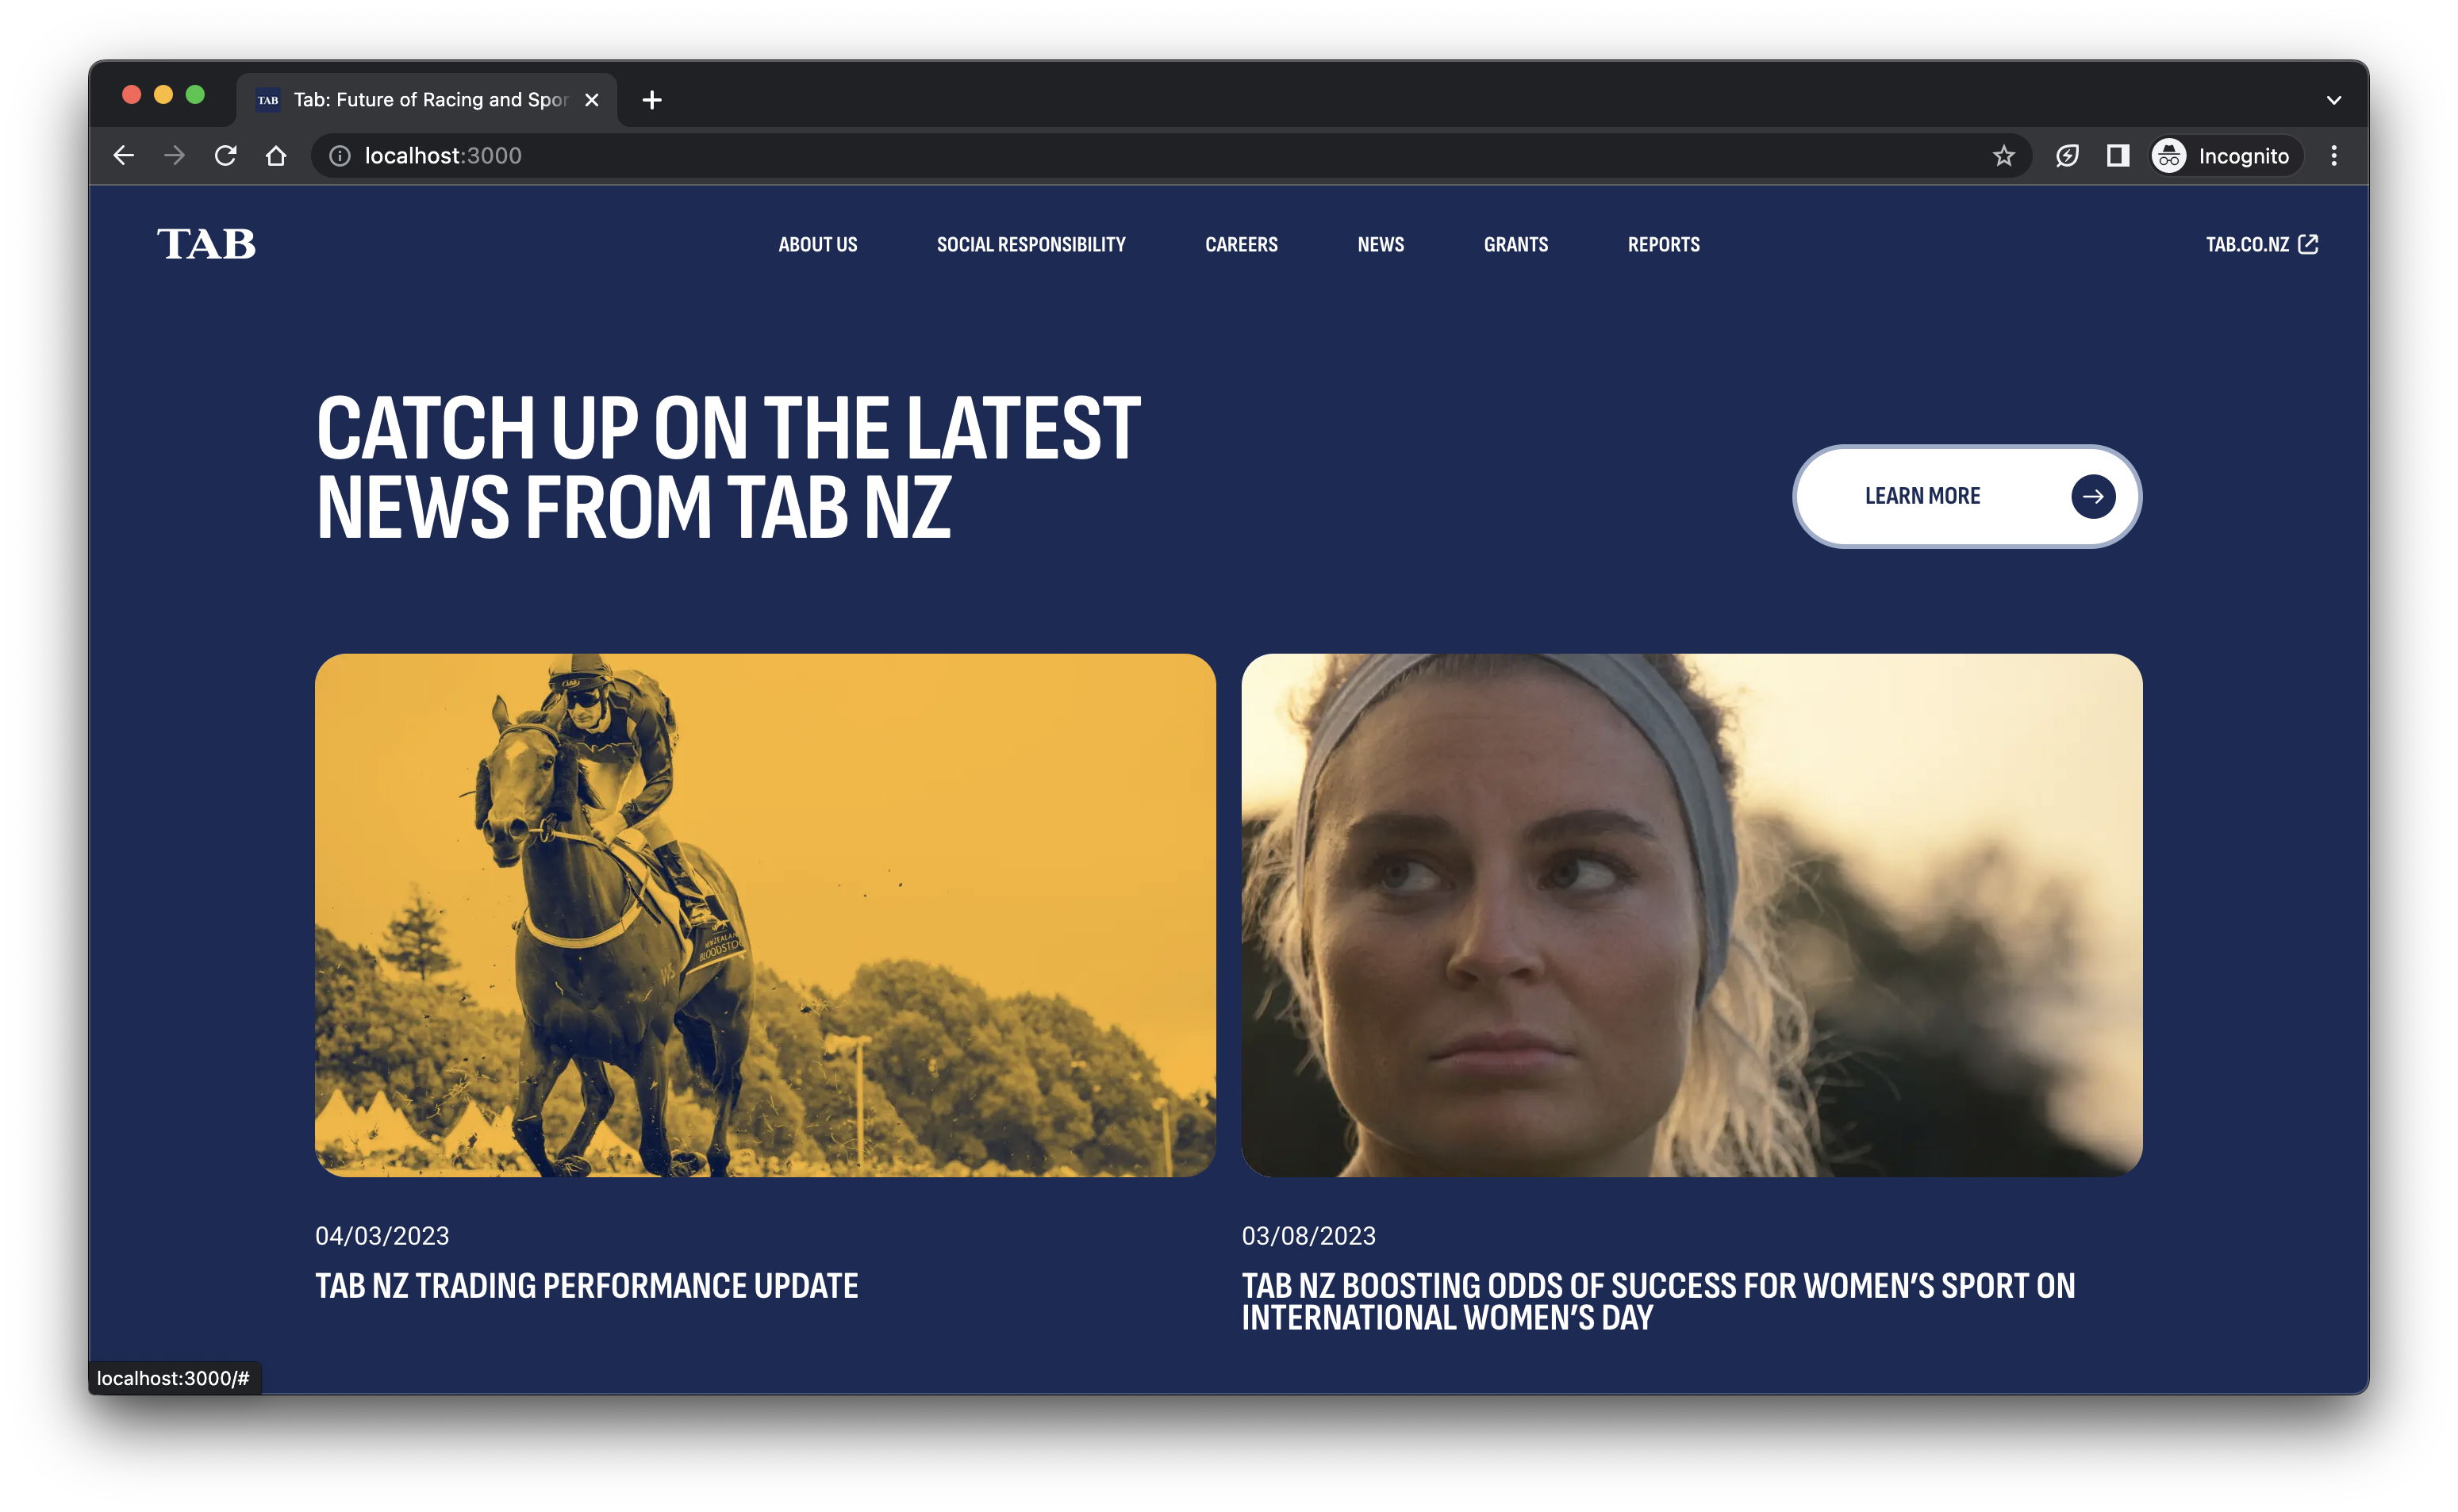 TAB
Tab: Future of Racing and Spor
localhost:3000
Incognito
TAB
ABOUT US
SOCIAL RESPONSIBILITY
CAREERS
NEWS
GRANTS
REPORTS
TAB.CO.NZ
CATCH UP ON THE LATEST
NEWS FROM TAB NZ
LEARN MORE
04/03/2023
TAB NZ TRADING PERFORMANCE UPDATE
03/08/2023
TAB NZ BOOSTING ODDS OF SUCCESS FOR WOMEN’S SPORT ON
INTERNATIONAL WOMEN’S DAY
localhost:3000/#